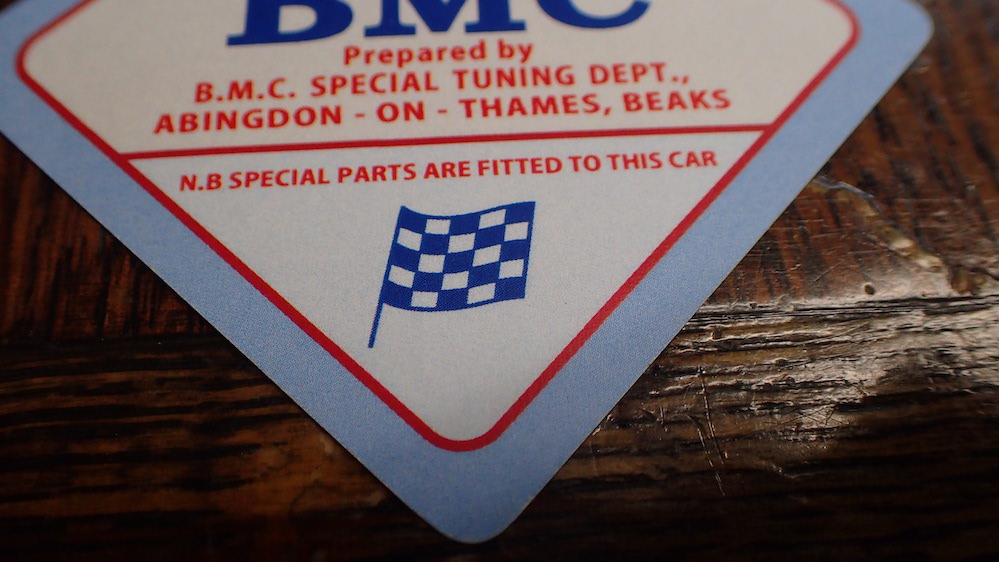 BMC
Prepared by
B.M.C. SPECIAL TUNING DEPT.,
ABINGDON - ON - THAMES, BEAKS
N.B SPECIAL PARTS ARE FITTED TO THIS CAR